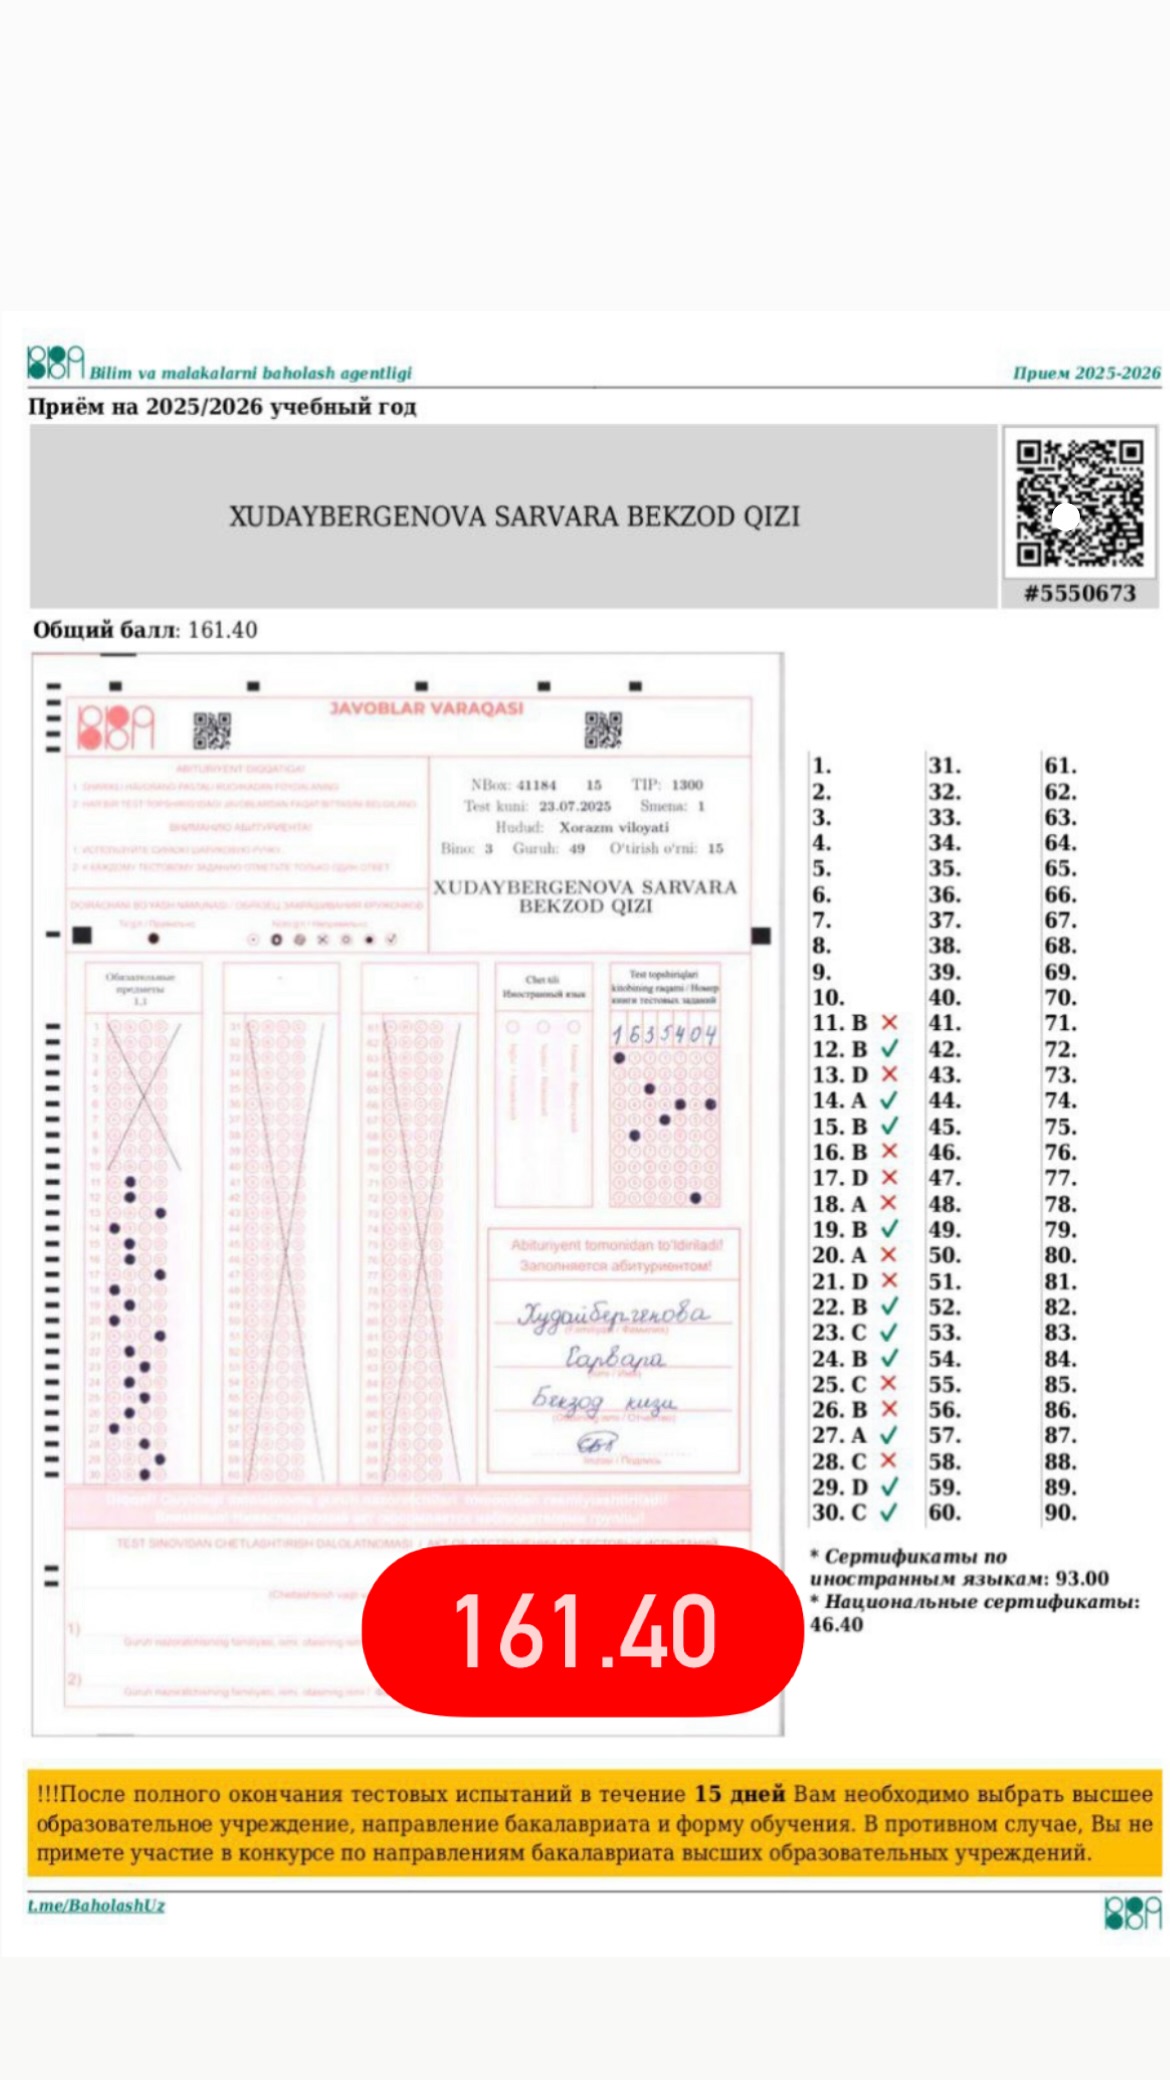 Bilim va malakalarni baholash agentligi
Прием 2025-2026
Приём на 2025/2026 учебный год
XUDAYBERGENOVA SARVARA BEKZOD QIZI
#5550673
Общий балл: 161.40
JAVOBLAR VARAQASI
ABITURIYENT DIQQATIGA!
ВНИМАНИЮ АБИТУРИЕНТА!
NBox: 41184 15 TIP: 1300
Test kuni: 23.07.2025 Smena: 1
Hudud: Xorazm viloyati
Bino: 3 Guruh: 49 O'tirish o'rni: 15
XUDAYBERGENOVA SARVARA
BEKZOD QIZI
Обязательные
предметы
1,1
Chet tili
Иностранный язык
Test topshiriqlari
kitobining raqami / Номер
книги тестовых заданий
1635404
Abituriyent tomonidan to'ldiriladi!
Заполняется абитуриентом!
Худайбергенова
Сарвара
Бекзод кизи
TEST SINOVIDAN CHETLASHTIRISH DALOLATNOMASI
1)
2)
1. 31. 61.
2. 32. 62.
3. 33. 63.
4. 34. 64.
5. 35. 65.
6. 36. 66.
7. 37. 67.
8. 38. 68.
9. 39. 69.
10. 40. 70.
11. B ✗ 41. 71.
12. B ✓ 42. 72.
13. D ✗ 43. 73.
14. A ✓ 44. 74.
15. B ✓ 45. 75.
16. B ✗ 46. 76.
17. D ✗ 47. 77.
18. A ✗ 48. 78.
19. B ✓ 49. 79.
20. A ✗ 50. 80.
21. D ✗ 51. 81.
22. B ✓ 52. 82.
23. C ✓ 53. 83.
24. B ✓ 54. 84.
25. C ✗ 55. 85.
26. B ✗ 56. 86.
27. A ✓ 57. 87.
28. C ✗ 58. 88.
29. D ✓ 59. 89.
30. C ✓ 60. 90.
* Сертификаты по
иностранным языкам: 93.00
* Национальные сертификаты:
46.40
161.40
!!!После полного окончания тестовых испытаний в течение 15 дней Вам необходимо выбрать высшее
образовательное учреждение, направление бакалавриата и форму обучения. В противном случае, Вы не
примете участие в конкурсе по направлениям бакалавриата высших образовательных учреждений.
t.me/BaholashUz